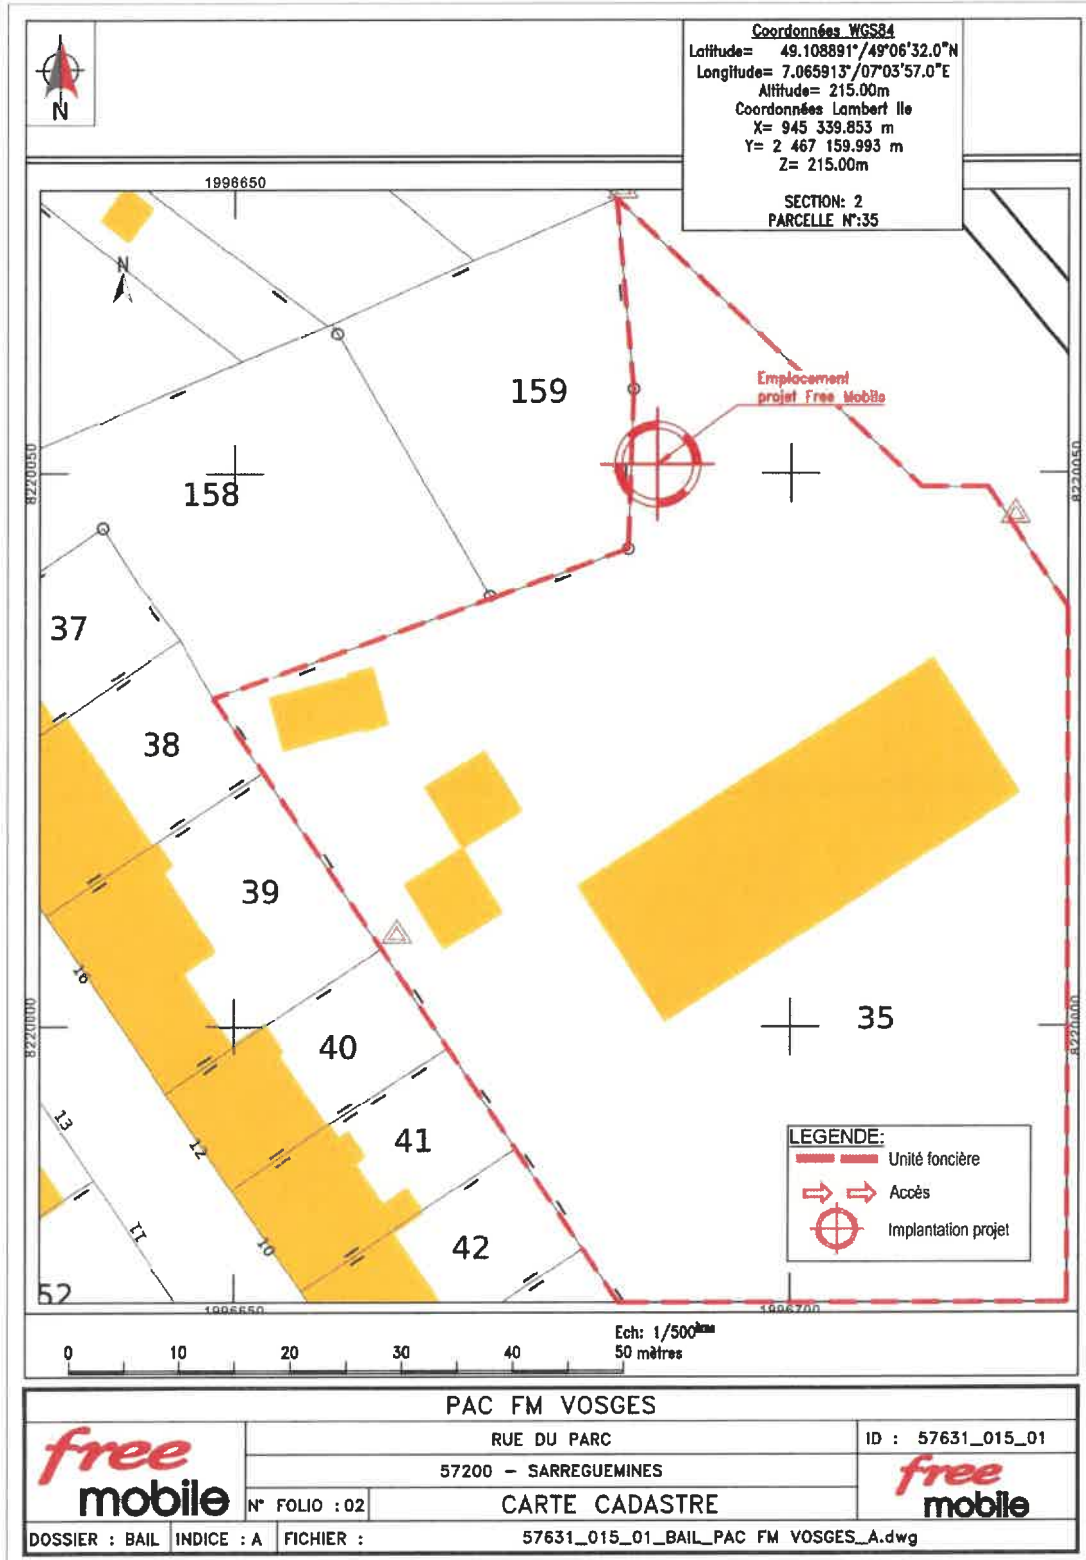 Coordonnées WGS84
Latitude= 49.108891°/49°06'32.0"N
Longitude= 7.065913°/07°03'57.0"E
Altitude= 215.00m
Coordonnées Lambert IIe
X= 945 339.853 m
Y= 2 467 159.993 m
Z= 215.00m
SECTION: 2
PARCELLE N°:35
N
1996650
N
159
Emplacement
projet Free Mobile
8220050
8220050
158
37
38
39
16
35
8220000
8220000
40
13
12
41
11
10
42
52
LEGENDE:
Unité foncière
Accès
Implantation projet
1996650
1996700
Ech: 1/500ème
0 10 20 30 40 50 mètres
PAC FM VOSGES
free
mobile
RUE DU PARC
ID : 57631_015_01
57200 - SARREGUEMINES
free
mobile
N° FOLIO : 02
CARTE CADASTRE
DOSSIER : BAIL
INDICE : A
FICHIER :
57631_015_01_BAIL_PAC FM VOSGES_A.dwg